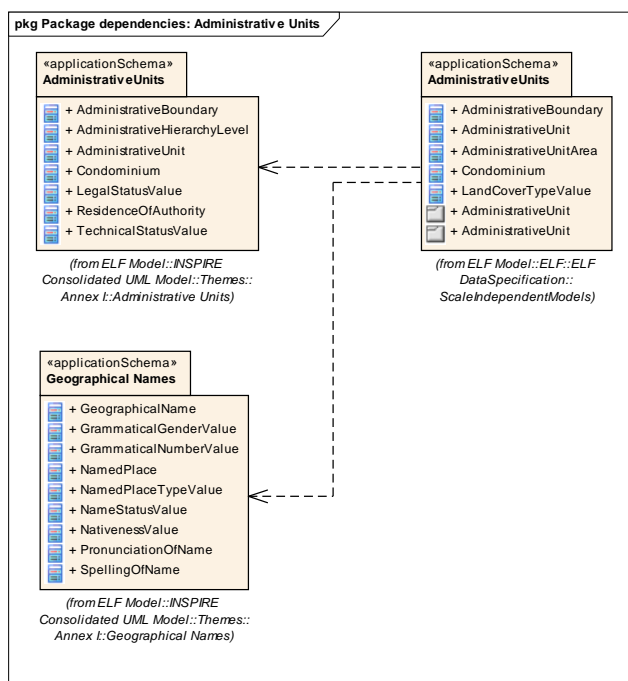 pkg Package dependencies: Administrative Units
«applicationSchema»
AdministrativeUnits
+ AdministrativeBoundary
+ AdministrativeHierarchyLevel
+ AdministrativeUnit
+ Condominium
+ LegalStatusValue
+ ResidenceOfAuthority
+ TechnicalStatusValue
(from ELF Model::INSPIRE
Consolidated UML Model::Themes::
Annex I::Administrative Units)
«applicationSchema»
AdministrativeUnits
+ AdministrativeBoundary
+ AdministrativeUnit
+ AdministrativeUnitArea
+ Condominium
+ LandCoverTypeValue
+ AdministrativeUnit
+ AdministrativeUnit
(from ELF Model::ELF::ELF
DataSpecification::
ScaleIndependentModels)
«applicationSchema»
Geographical Names
+ GeographicalName
+ GrammaticalGenderValue
+ GrammaticalNumberValue
+ NamedPlace
+ NamedPlaceTypeValue
+ NameStatusValue
+ NativenessValue
+ PronunciationOfName
+ SpellingOfName
(from ELF Model::INSPIRE
Consolidated UML Model::Themes::
Annex I::Geographical Names)